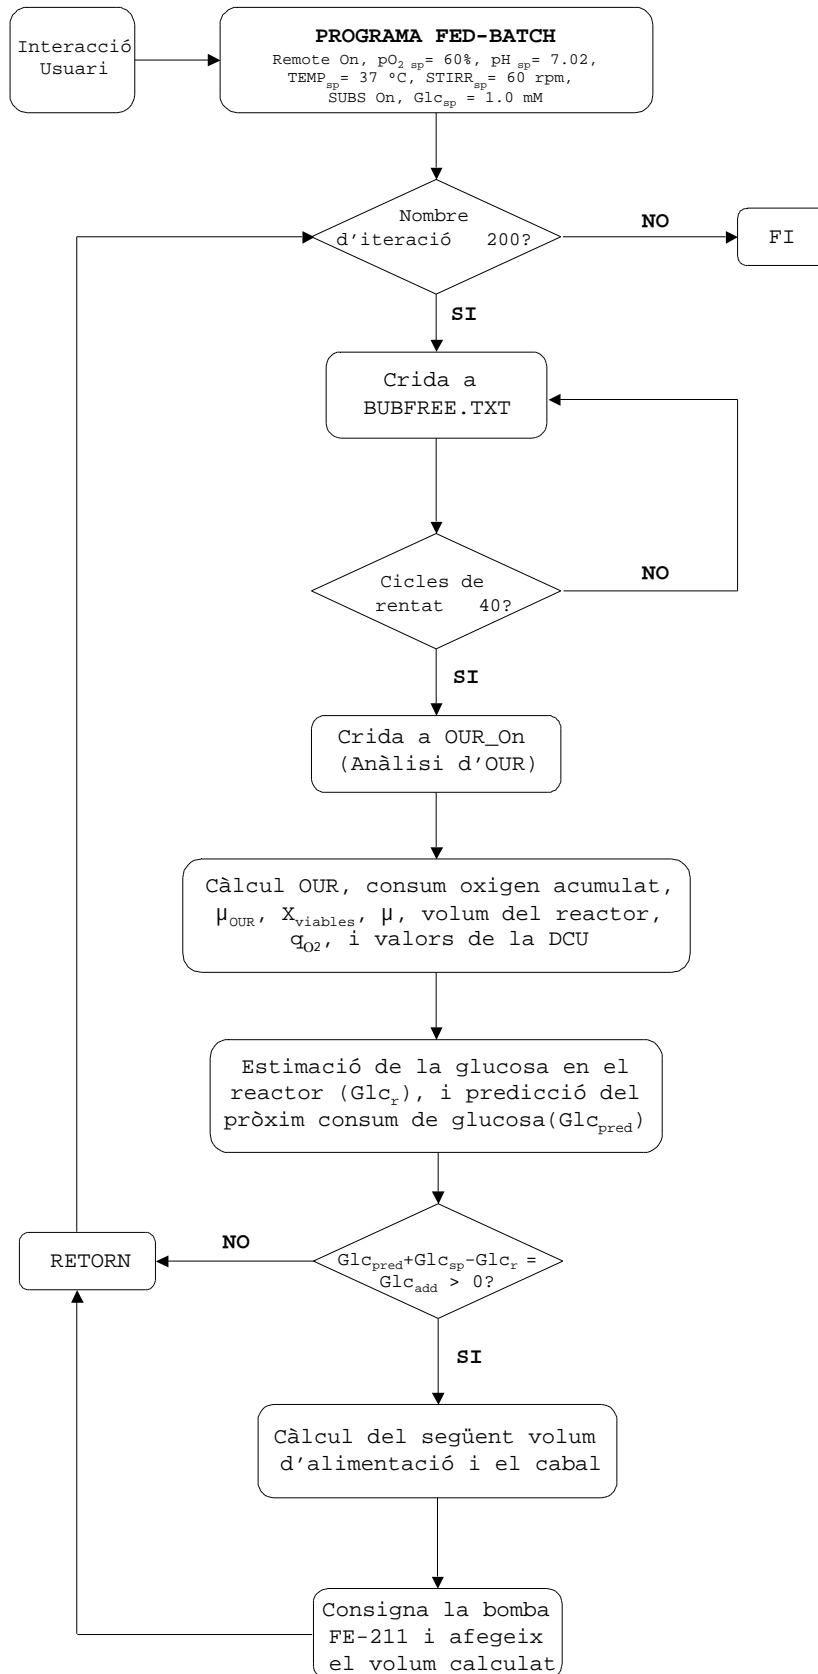 Interacció
Usuari
PROGRAMA FED-BATCH
Remote On, pO2 sp= 60%, pH sp= 7.02,
TEMPsp= 37 ºC, STIRRsp= 60 rpm,
SUBS On, Glcsp = 1.0 mM
Nombre
d’iteració 200?
NO
FI
SI
Crida a
BUBFREE.TXT
Cicles de
rentat 40?
NO
SI
Crida a OUR_On
(Anàlisi d’OUR)
Càlcul OUR, consum oxigen acumulat,
μOUR, Xviables, μ, volum del reactor,
qO2, i valors de la DCU
Estimació de la glucosa en el
reactor (Glcr), i predicció del
pròxim consum de glucosa(Glcpred)
RETORN
NO
Glcpred+Glcsp-Glcr =
Glcadd > 0?
SI
Càlcul del següent volum
d’alimentació i el cabal
Consigna la bomba
FE-211 i afegeix
el volum calculat